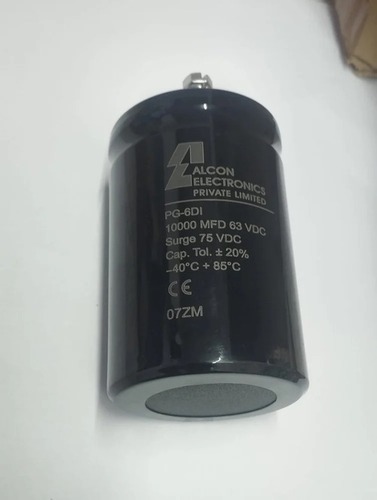 ALCON
ELECTRONICS
PRIVATE LIMITED
PG-6DI
10000 MFD 63 VDC
Surge 75 VDC
Cap. Tol. ± 20%
–40°C + 85°C
CE
07ZM